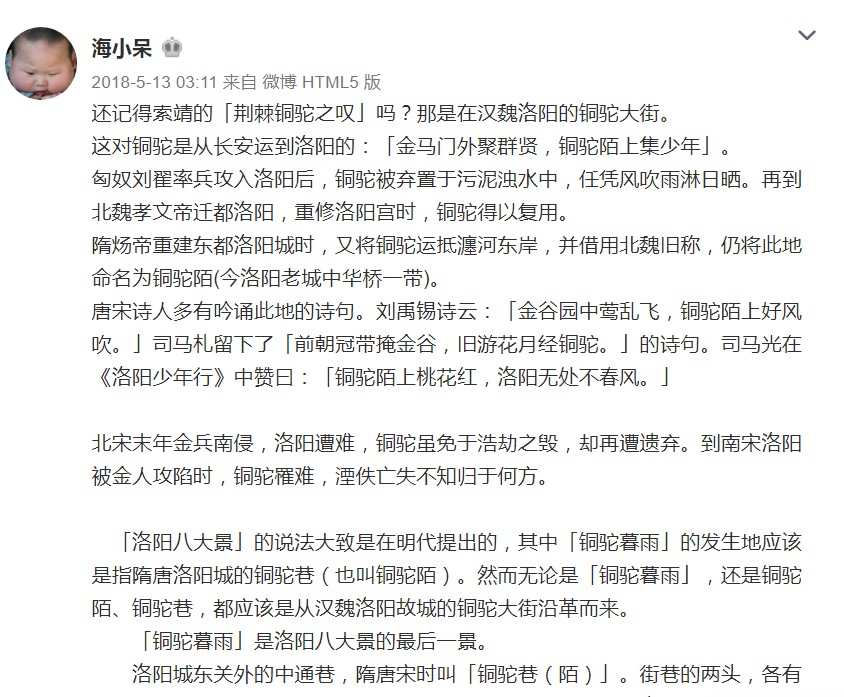 海小呆
2018-5-13 03:11 来自 微博 HTML5 版
还记得索靖的「荆棘铜驼之叹」吗？那是在汉魏洛阳的铜驼大街。
这对铜驼是从长安运到洛阳的：「金马门外聚群贤，铜驼陌上集少年」。
匈奴刘翟率兵攻入洛阳后，铜驼被弃置于污泥浊水中，任凭风吹雨淋日晒。再到
北魏孝文帝迁都洛阳，重修洛阳宫时，铜驼得以复用。
隋炀帝重建东都洛阳城时，又将铜驼运抵瀍河东岸，并借用北魏旧称，仍将此地
命名为铜驼陌(今洛阳老城中华桥一带)。
唐宋诗人多有吟诵此地的诗句。刘禹锡诗云：「金谷园中莺乱飞，铜驼陌上好风
吹。」司马札留下了「前朝冠带掩金谷，旧游花月经铜驼。」的诗句。司马光在
《洛阳少年行》中赞曰：「铜驼陌上桃花红，洛阳无处不春风。」
北宋末年金兵南侵，洛阳遭难，铜驼虽免于浩劫之毁，却再遭遗弃。到南宋洛阳
被金人攻陷时，铜驼罹难，湮佚亡失不知归于何方。
「洛阳八大景」的说法大致是在明代提出的，其中「铜驼暮雨」的发生地应该
是指隋唐洛阳城的铜驼巷（也叫铜驼陌）。然而无论是「铜驼暮雨」，还是铜驼
陌、铜驼巷，都应该是从汉魏洛阳故城的铜驼大街沿革而来。
「铜驼暮雨」是洛阳八大景的最后一景。
洛阳城东关外的中通巷，隋唐宋时叫「铜驼巷（陌）」。街巷的两头，各有